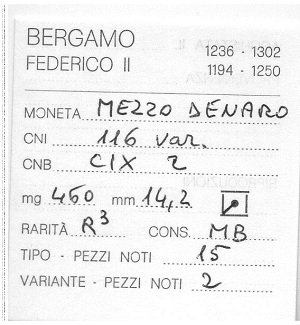 BERGAMO 1236 - 1302
FEDERICO II 1194 - 1250
MONETA MEZZO DENARO
CNI 116 var.
CNB CIX 2
mg 460 mm 14,2
RARITÀ R³ CONS. MB
TIPO - PEZZI NOTI 15
VARIANTE - PEZZI NOTI 2